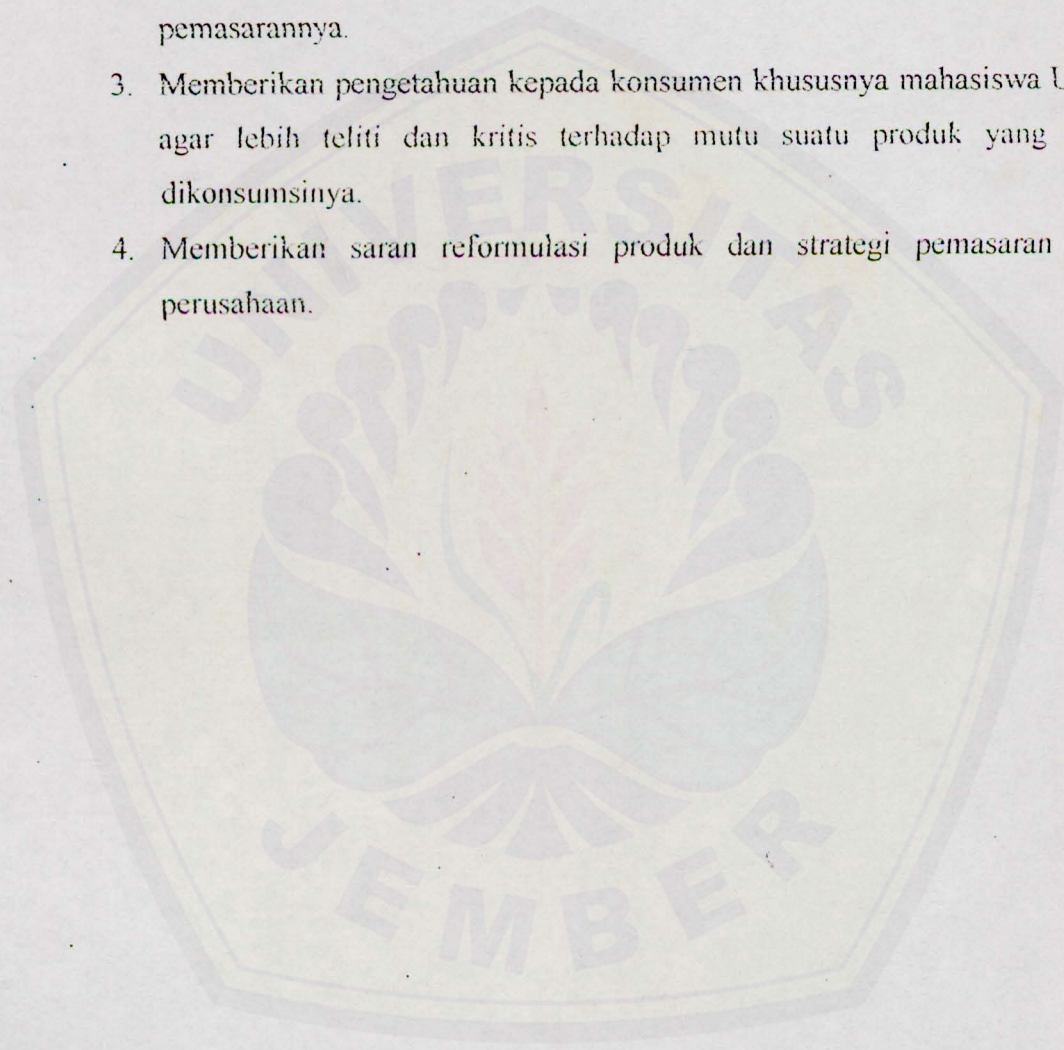 pemasarannya.
3. Memberikan pengetahuan kepada konsumen khususnya mahasiswa
agar lebih teliti dan kritis terhadap mutu suatu produk yang
dikonsumsinya.
4. Memberikan saran reformulasi produk dan strategi pemasaran
perusahaan.
UNIVERSITAS
JEMBER